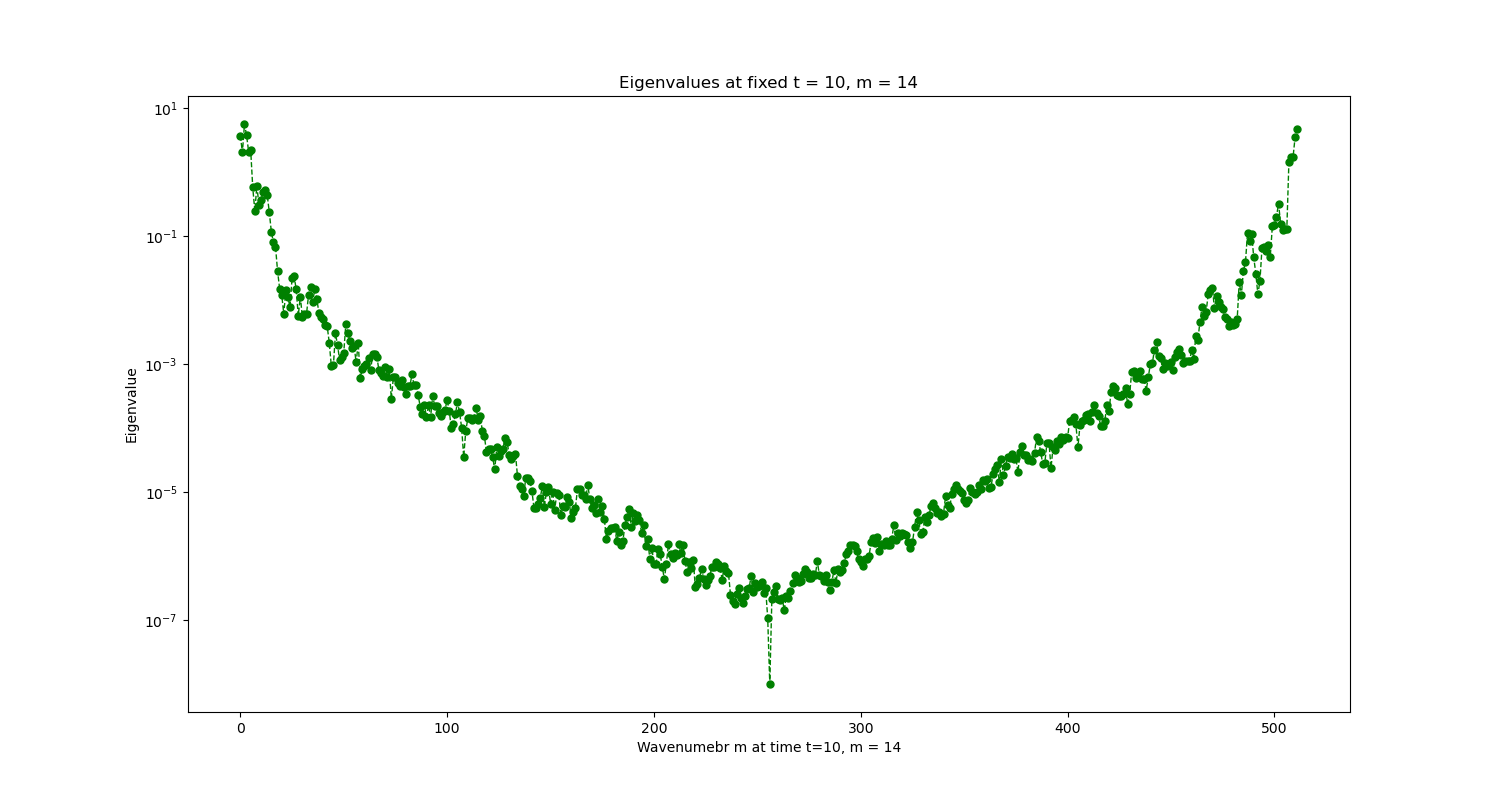 Eigenvalues at fixed t = 10, m = 14
10^1
10^−1
10^−3
10^−5
10^−7
Eigenvalue
0 100 200 300 400 500
Wavenumebr m at time t=10, m = 14